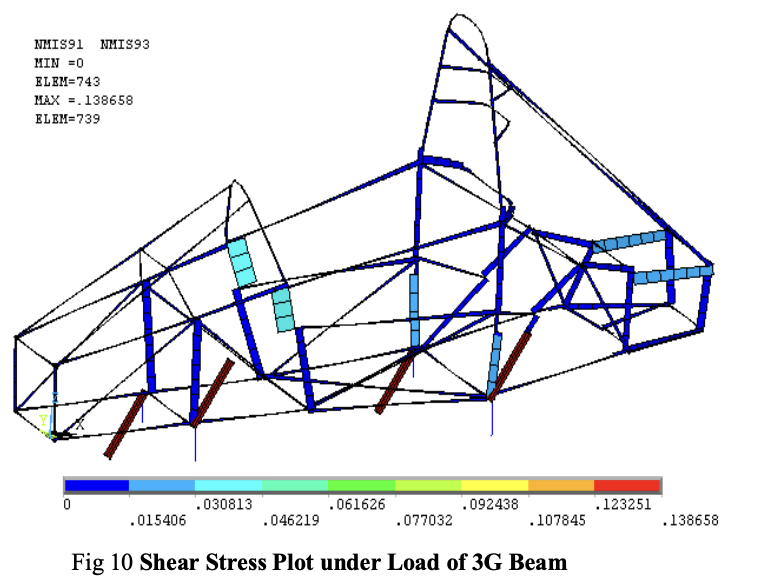 NMIS91 NMIS93
MIN =0
ELEM=743
MAX =.138658
ELEM=739
Z
Y
X
0
.030813
.061626
.092438
.123251
.015406
.046219
.077032
.107845
.138658
Fig 10 Shear Stress Plot under Load of 3G Beam